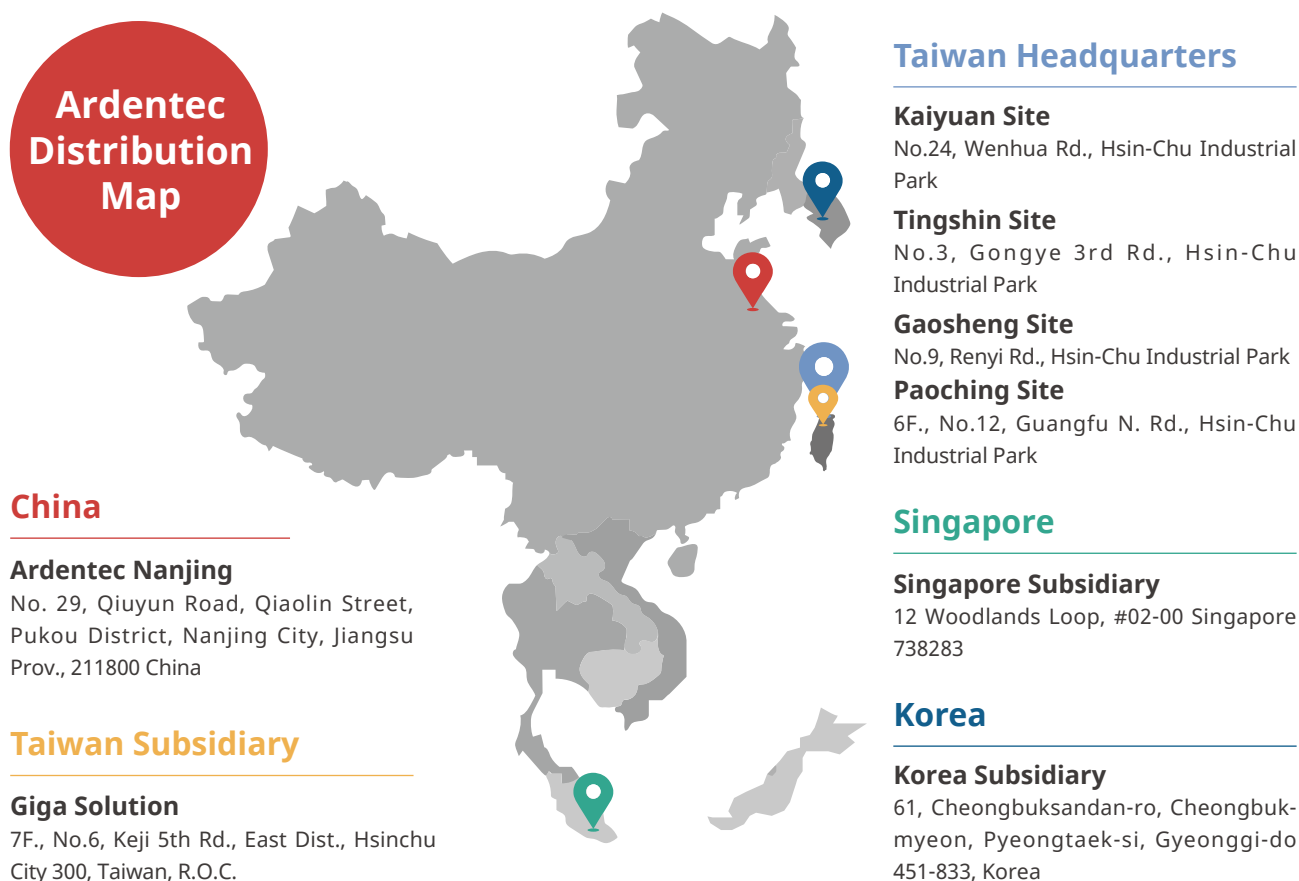 Ardentec
Distribution
Map
China
Ardentec Nanjing
No. 29, Qiuyun Road, Qiaolin Street,
Pukou District, Nanjing City, Jiangsu
Prov., 211800 China
Taiwan Subsidiary
Giga Solution
7F., No.6, Keji 5th Rd., East Dist., Hsinchu
City 300, Taiwan, R.O.C.
Taiwan Headquarters
Kaiyuan Site
No.24, Wenhua Rd., Hsin-Chu Industrial
Park
Tingshin Site
No.3, Gongye 3rd Rd., Hsin-Chu
Industrial Park
Gaosheng Site
No.9, Renyi Rd., Hsin-Chu Industrial Park
Paoching Site
6F., No.12, Guangfu N. Rd., Hsin-Chu
Industrial Park
Singapore
Singapore Subsidiary
12 Woodlands Loop, #02-00 Singapore
738283
Korea
Korea Subsidiary
61, Cheongbuksandan-ro, Cheongbuk-
myeon, Pyeongtaek-si, Gyeonggi-do
451-833, Korea